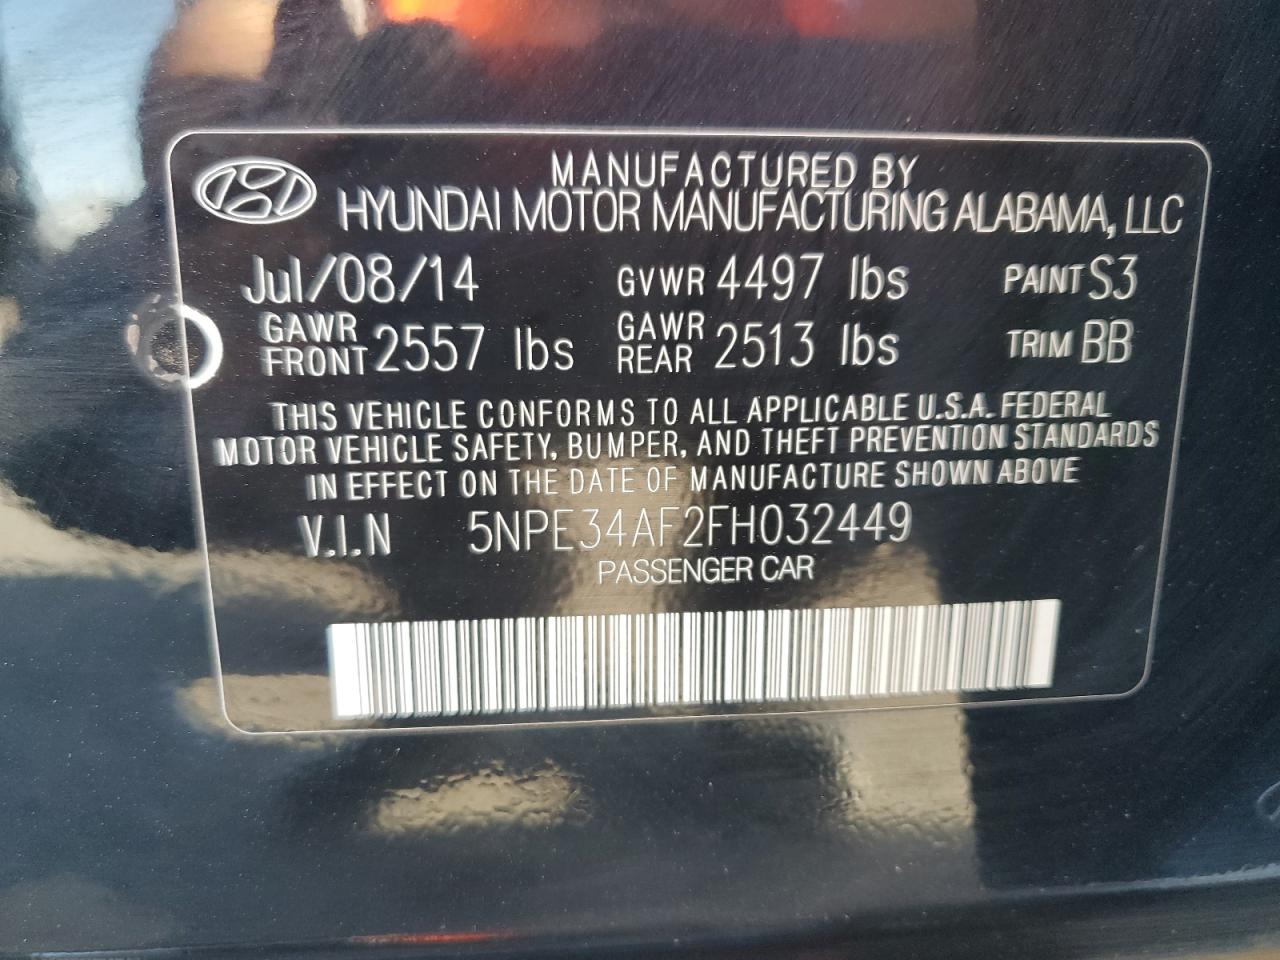 MANUFACTURED BY
HYUNDAI MOTOR MANUFACTURING ALABAMA, LLC
Jul/08/14 GVWR 4497 lbs PAINT S3
GAWR FRONT 2557 lbs GAWR REAR 2513 lbs TRIM BB
THIS VEHICLE CONFORMS TO ALL APPLICABLE U.S.A. FEDERAL
MOTOR VEHICLE SAFETY, BUMPER, AND THEFT PREVENTION STANDARDS
IN EFFECT ON THE DATE OF MANUFACTURE SHOWN ABOVE
V.I.N 5NPE34AF2FH032449
PASSENGER CAR